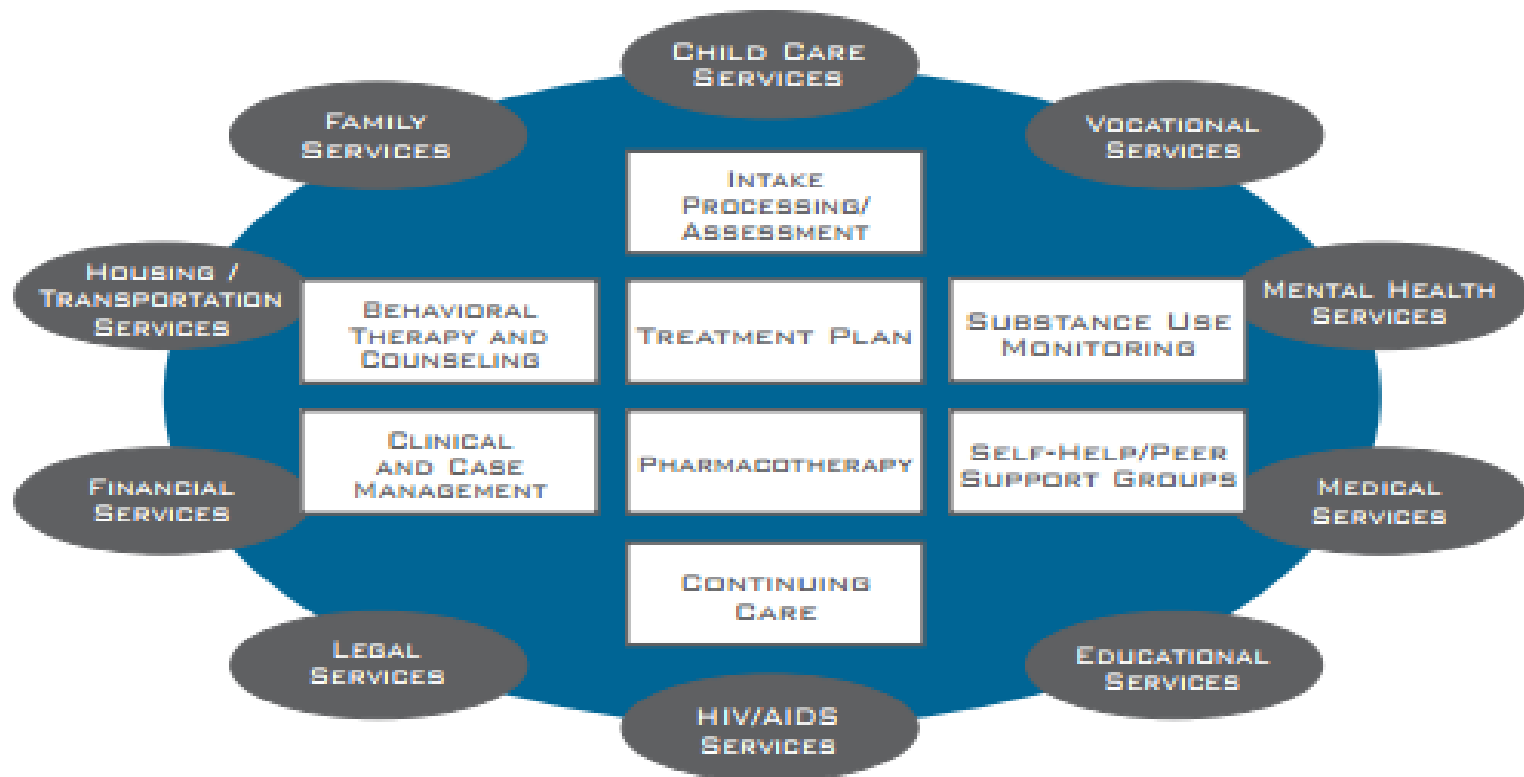 CHILD CARE
SERVICES
FAMILY
SERVICES
VOCATIONAL
SERVICES
INTAKE
PROCESSING/
ASSESSMENT
HOUSING /
TRANSPORTATION
SERVICES
BEHAVIORAL
THERAPY AND
COUNSELING
TREATMENT PLAN
SUBSTANCE USE
MONITORING
MENTAL HEALTH
SERVICES
FINANCIAL
SERVICES
CLINICAL
AND CASE
MANAGEMENT
PHARMACOTHERAPY
SELF-HELP/PEER
SUPPORT GROUPS
MEDICAL
SERVICES
CONTINUING
CARE
LEGAL
SERVICES
HIV/AIDS
SERVICES
EDUCATIONAL
SERVICES